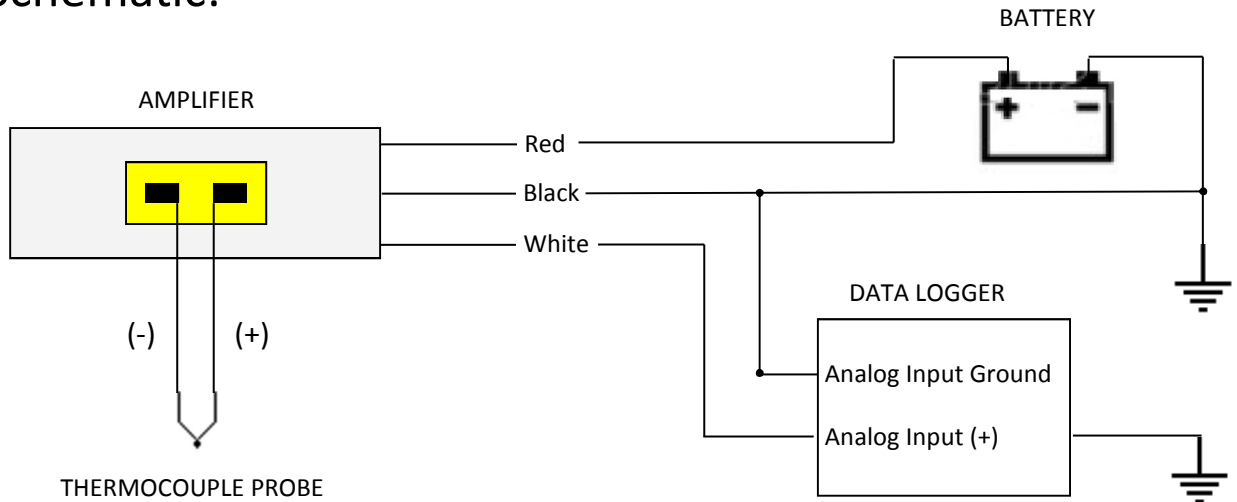 Schematic:
BATTERY
AMPLIFIER
Red
Black
White
DATA LOGGER
(-) (+)
Analog Input Ground
Analog Input (+)
THERMOCOUPLE PROBE